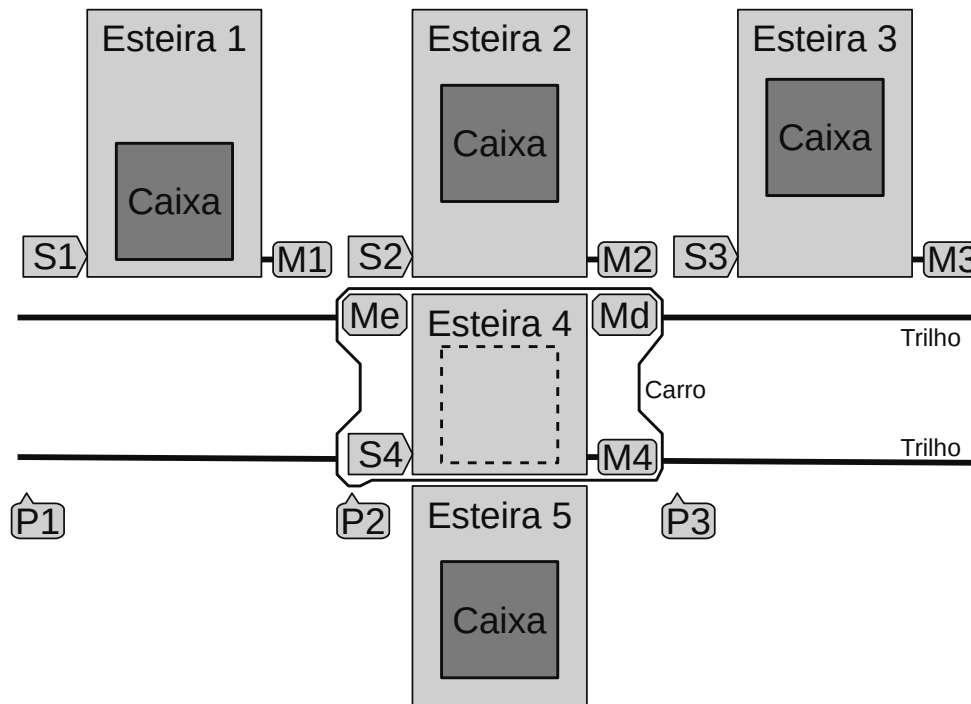 Esteira 1
Esteira 2
Esteira 3
Caixa
Caixa
Caixa
S1
M1
S2
M2
S3
M3
Me
Esteira 4
Md
Trilho
Carro
S4
M4
Trilho
P1
P2
Esteira 5
P3
Caixa